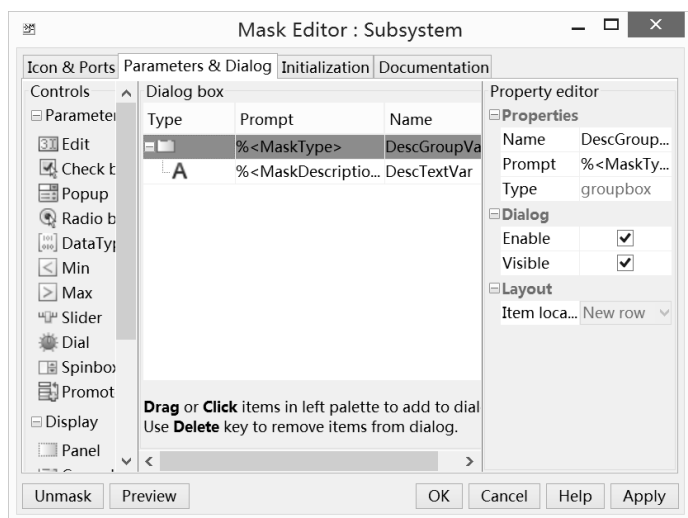 Mask Editor : Subsystem
Icon & Ports Parameters & Dialog Initialization Documentation
Controls
Parameter
Edit
Check b
Popup
Radio b
DataTyp
Min
Max
Slider
Dial
Spinbox
Promot
Display
Panel
Dialog box
Type Prompt Name
%<MaskType> DescGroupVa
A %<MaskDescriptio... DescTextVar
Drag or Click items in left palette to add to dial
Use Delete key to remove items from dialog.
Property editor
Properties
Name DescGroup...
Prompt %<MaskTy...
Type groupbox
Dialog
Enable
Visible
Layout
Item loca... New row
Unmask Preview OK Cancel Help Apply